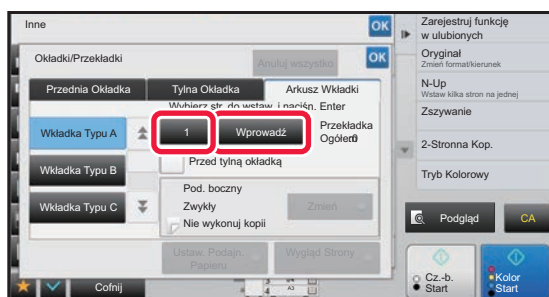 Inne
OK
Okładki/Przekładki
Anuluj wszystko
OK
Przednia Okładka
Tylna Okładka
Arkusz Wkładki
Wybierz str. do wstaw. i naciśn. Enter
Wkładka Typu A
1
Wprowadź
Przekładka
Ogółem:0
Przed tylną okładką
Wkładka Typu B
Wkładka Typu C
Pod. boczny
Zwykły
Nie wykonuj kopii
Zmień
Ustaw. Podajn.
Papieru
Wygląd Strony
Cofnij
A3
Zarejestruj funkcję
w ulubionych
Oryginał
Zmień format/kierunek
N-Up
Wstaw kilka stron na jednej
Zszywanie
2-Stronna Kop.
Tryb Kolorowy
Podgląd
CA
Cz.-b.
Start
Kolor
Start